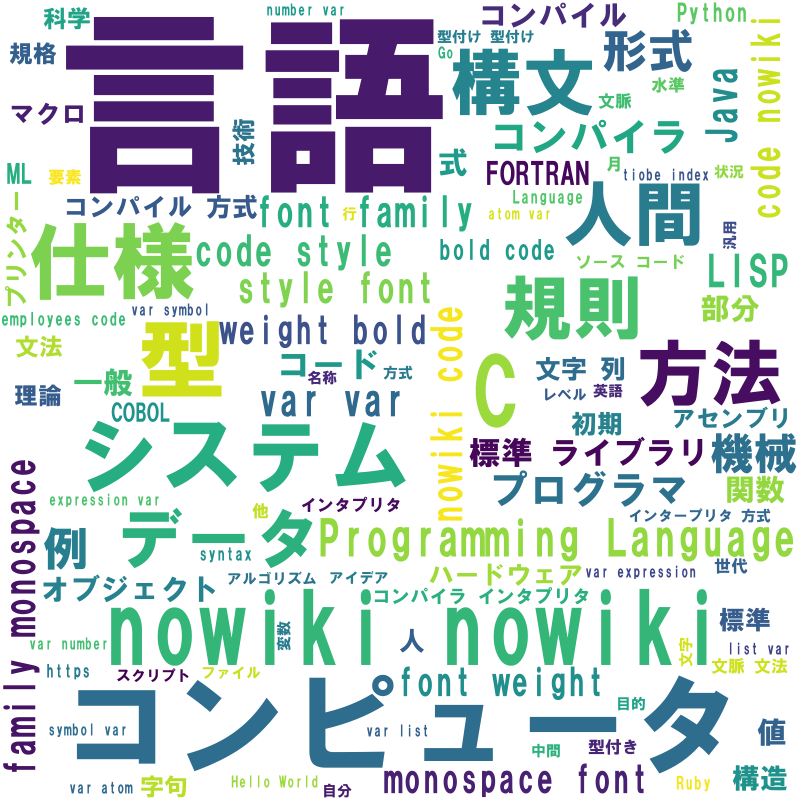 科学
number var
コンパイル
Python
規格
言語
型付け 型付け
Go
構文
形式
code nowiki
マクロ
技術
式
文脈
水準
Java
コンパイラ
ML
要素
FORTRAN
月
tiobe index
状況
プリンター
コンパイル 方式
font family
行
Language
atom var
人間
汎用
仕様
code style
bold code
ソース コード
LISP
style font
規則
部分
employees code
var symbol
型
weight bold
nowiki code
文法
コード
名称
方式
C
文字 列
レベル
英語
方法
理論
一般
COBOL
var var
初期
アセンブリ
システム
標準 ライブラリ
機械
family monospace
プログラマ
関数
expression var
他
インタプリタ
インタープリタ 方式
例
データ
syntax
Programming Language
オブジェクト
アルゴリズム アイデア
ハードウェア
var expression
世代
コンパイラ インタプリタ
nowiki nowiki
標準
var number
変数
人
文字
list var
https
スクリプト
ファイル
font weight
文脈 文法
コンピュータ
目的
symbol var
var list
値
中間
型付き
var atom
字句
Hello World
自分
monospace font
Ruby
構造